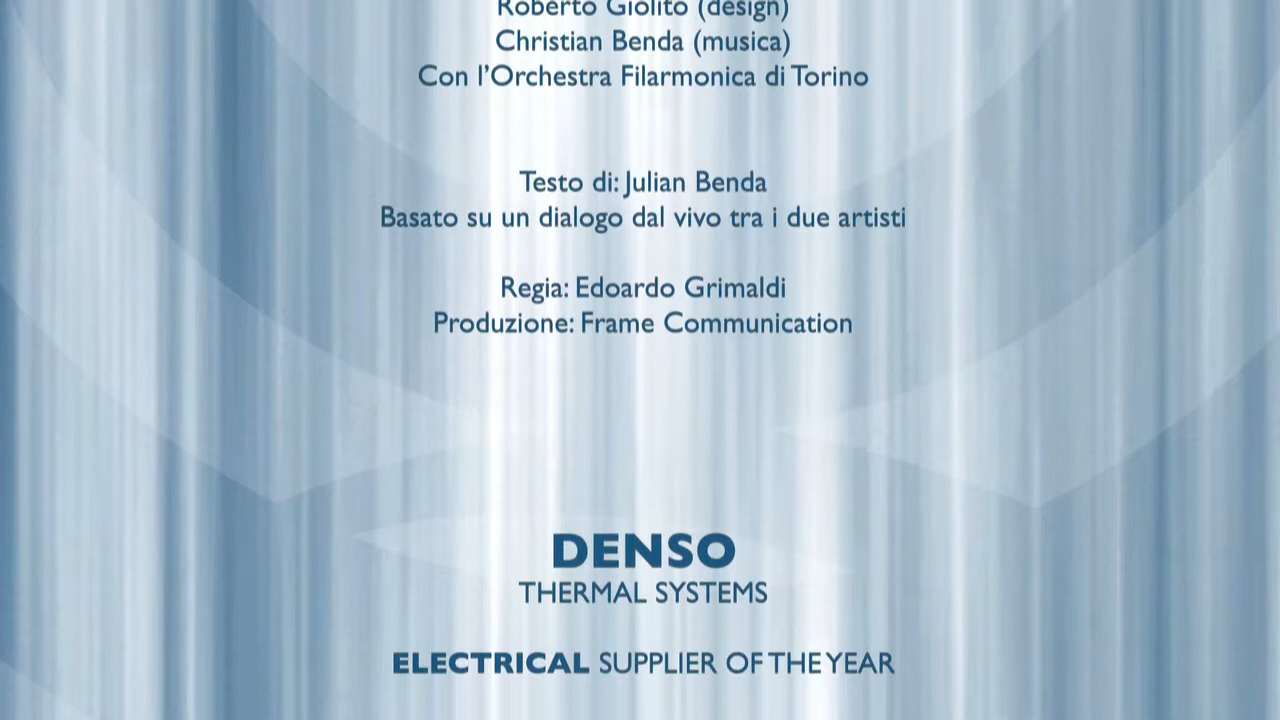 Roberto Giolito (design)
Christian Benda (musica)
Con l'Orchestra Filarmonica di Torino
Testo di: Julian Benda
Basato su un dialogo dal vivo tra i due artisti
Regia: Edoardo Grimaldi
Produzione: Frame Communication
DENSO
THERMAL SYSTEMS
ELECTRICAL SUPPLIER OF THE YEAR